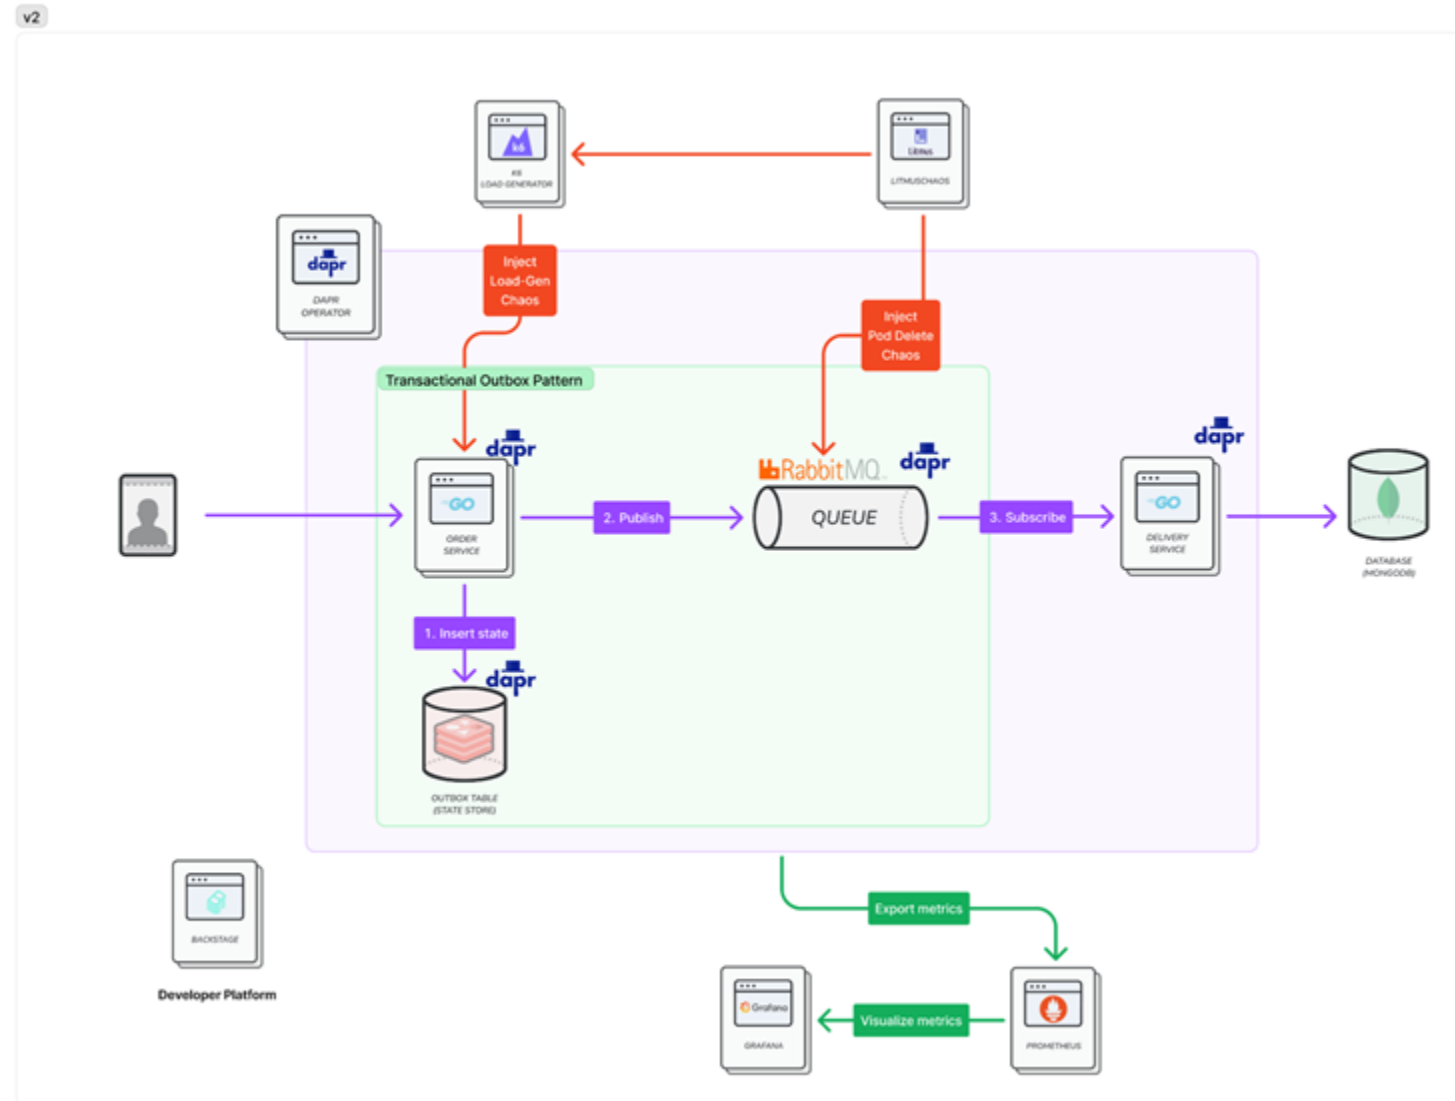 v2
k6
K6
LOAD-GENERATOR
Litmus
LITMUSCHAOS
dapr
DAPR
OPERATOR
Inject
Load-Gen
Chaos
Inject
Pod Delete
Chaos
Transactional Outbox Pattern
dapr
GO
ORDER
SERVICE
2. Publish
RabbitMQ
dapr
QUEUE
3. Subscribe
dapr
GO
DELIVERY
SERVICE
DATABASE
(MONGODB)
1. Insert state
dapr
OUTBOX TABLE
(STATE STORE)
BACKSTAGE
Developer Platform
Export metrics
Grafana
GRAFANA
Visualize metrics
PROMETHEUS